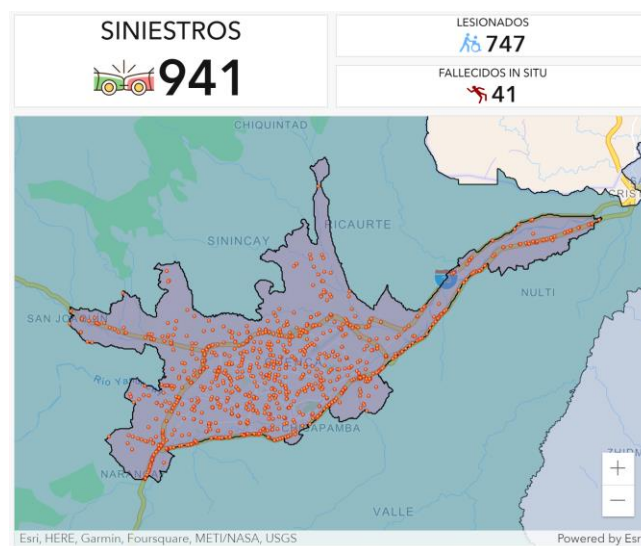 SINIESTROS
941
LESIONADOS
747
FALLECIDOS IN SITU
41
CHIQUINTAD
RICAURTE
SININCAY
NULTI
SAN JOAQUIN
VALLE
Esri, HERE, Garmin, Foursquare, METI/NASA, USGS
Powered by Esri